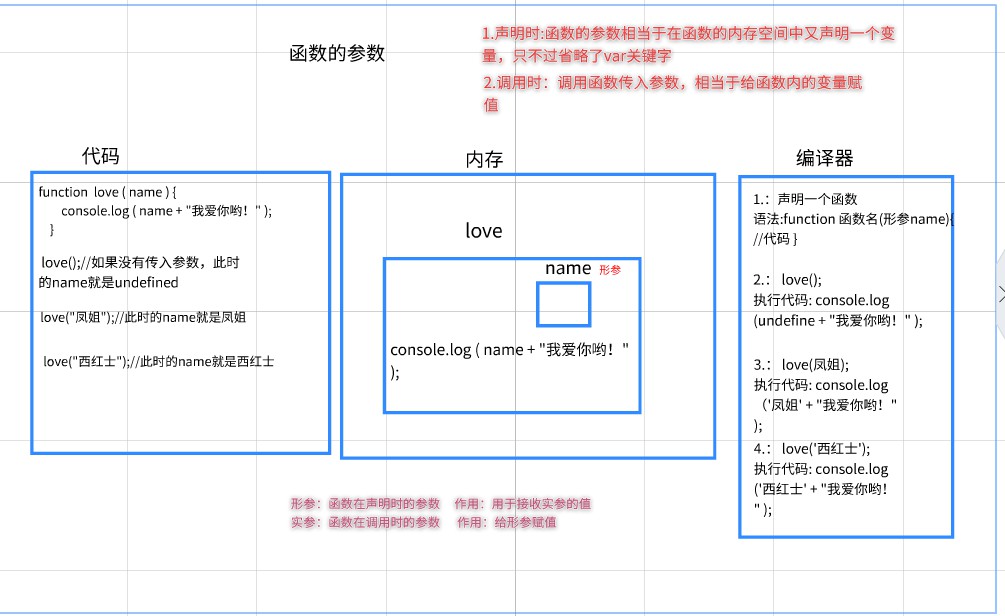 函数的参数
1.声明时:函数的参数相当于在函数的内存空间中又声明一个变
量，只不过省略了var关键字
2.调用时：调用函数传入参数，相当于给函数内的变量赋
值
代码
function love ( name ) {
console.log ( name + "我爱你哟！" );
}
love();//如果没有传入参数，此时
的name就是undefined
love("凤姐");//此时的name就是凤姐
love("西红士");//此时的name就是西红士
内存
love
name 形参
console.log ( name + "我爱你哟！"
);
编译器
1.：声明一个函数
语法:function 函数名(形参name){
//代码 }
2.： love();
执行代码: console.log
(undefine + "我爱你哟！" );
3.： love(凤姐);
执行代码: console.log
（'凤姐' + "我爱你哟！"
);
4.： love('西红士');
执行代码: console.log
('西红士' + "我爱你哟！
" );
形参：函数在声明时的参数 作用：用于接收实参的值
实参：函数在调用时的参数 作用：给形参赋值